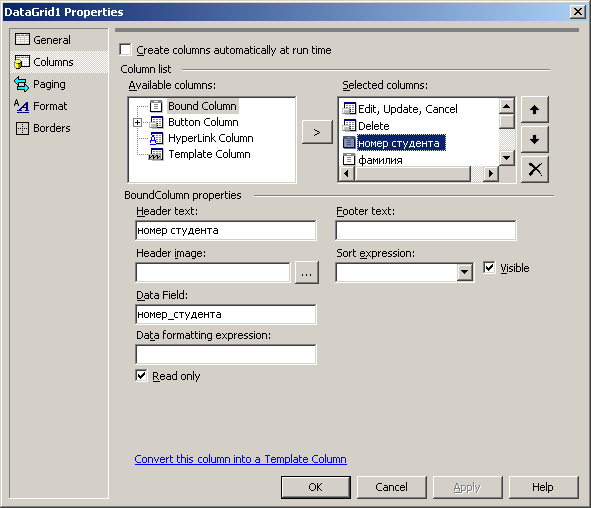 DataGrid1 Properties
General
Columns
Paging
Format
Borders
Create columns automatically at run time
Column list
Available columns:
Selected columns:
Bound Column
Button Column
HyperLink Column
Template Column
>
Edit, Update, Cancel
Delete
номер студента
фамилия
BoundColumn properties
Header text:
Footer text:
номер студента
Header image:
Sort expression:
...
Visible
Data Field:
номер_студента
Data formatting expression:
Read only
Convert this column into a Template Column
OK
Cancel
Apply
Help